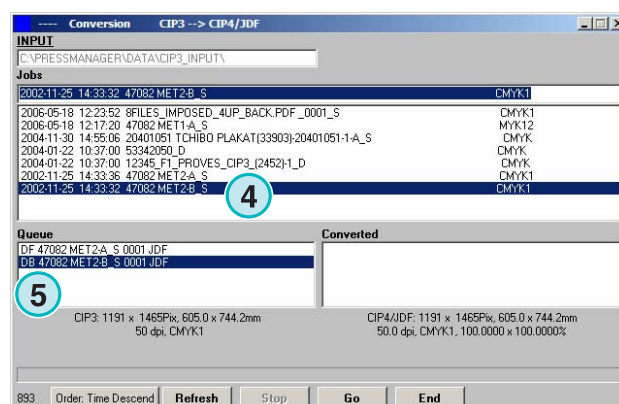 ---- Conversion CIP3 --> CIP4/JDF
INPUT
C:\PRESSMANAGER\DATA\CIP3_INPUT\
Jobs
2002-11-25 14:33:32 47082 MET2-B_S CMYK1
2006-05-18 12:23:52 8FILES_IMPOSED_4UP_BACK.PDF _0001_S CMYK1
2006-05-18 12:17:20 47082 MET1-A_S MYK12
2004-11-30 14:55:06 20401051 TCHIBO PLAKAT(33903)-20401051-1-A_S CMYK
2004-01-22 10:37:00 53342050_D CMYK
2004-01-22 10:37:00 12345_F1_PROVES_CIP3_(2452)-1_D CMYK
2002-11-25 14:33:36 47082 MET2-A_S CMYK1
2002-11-25 14:33:32 47082 MET2-B_S CMYK1
4
Queue Converted
DF 47082 MET2-A_S 0001 JDF
DB 47082 MET2-B_S 0001 JDF
5
CIP3: 1191 x 1465Pix, 605.0 x 744.2mm CIP4/JDF: 1191 x 1465Pix, 605.0 x 744.2mm
50 dpi, CMYK1 50.0 dpi, CMYK1, 100.0000 x 100.0000%
893 Order: Time Descend Refresh Stop Go End